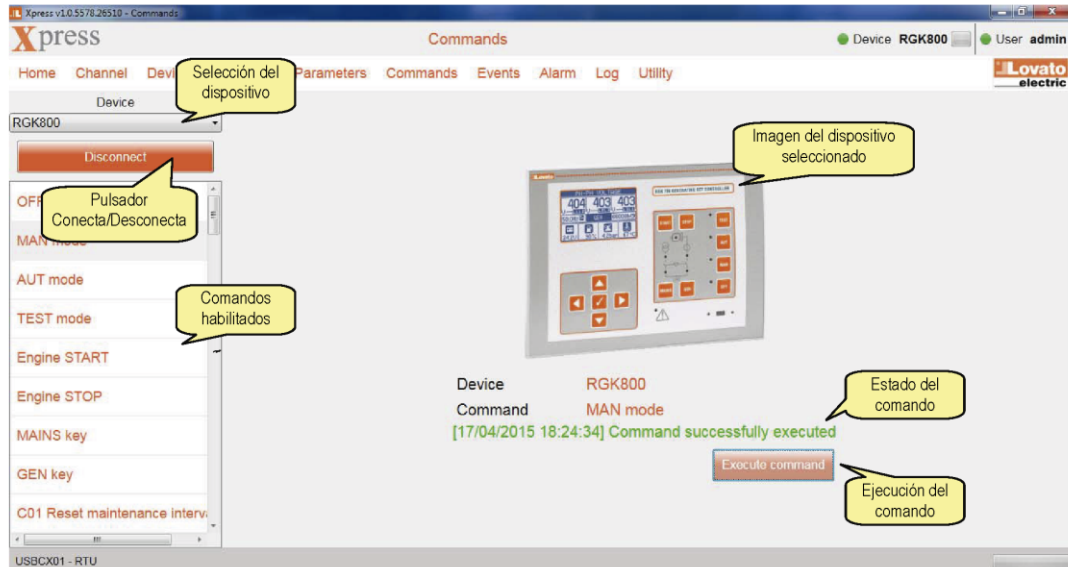 Xpress v1.0.5578.26510 - Commands
Xpress
Commands
Device RGK800
User admin
Home Channel Parameters Commands Events Alarm Log Utility
Lovato
electric
Selección del
dispositivo
Device
RGK800
Disconnect
Imagen del dispositivo
seleccionado
Pulsador
Conecta/Desconecta
MAN mode
AUT mode
TEST mode
Comandos
habilitados
Engine START
Engine STOP
MAINS key
GEN key
C01 Reset maintenance
404 403 403
Device RGK800
Command MAN mode
[17/04/2015 18:24:34] Command successfully executed
Estado del
comando
Execute command
Ejecución del
comando
USBCX01 - RTU